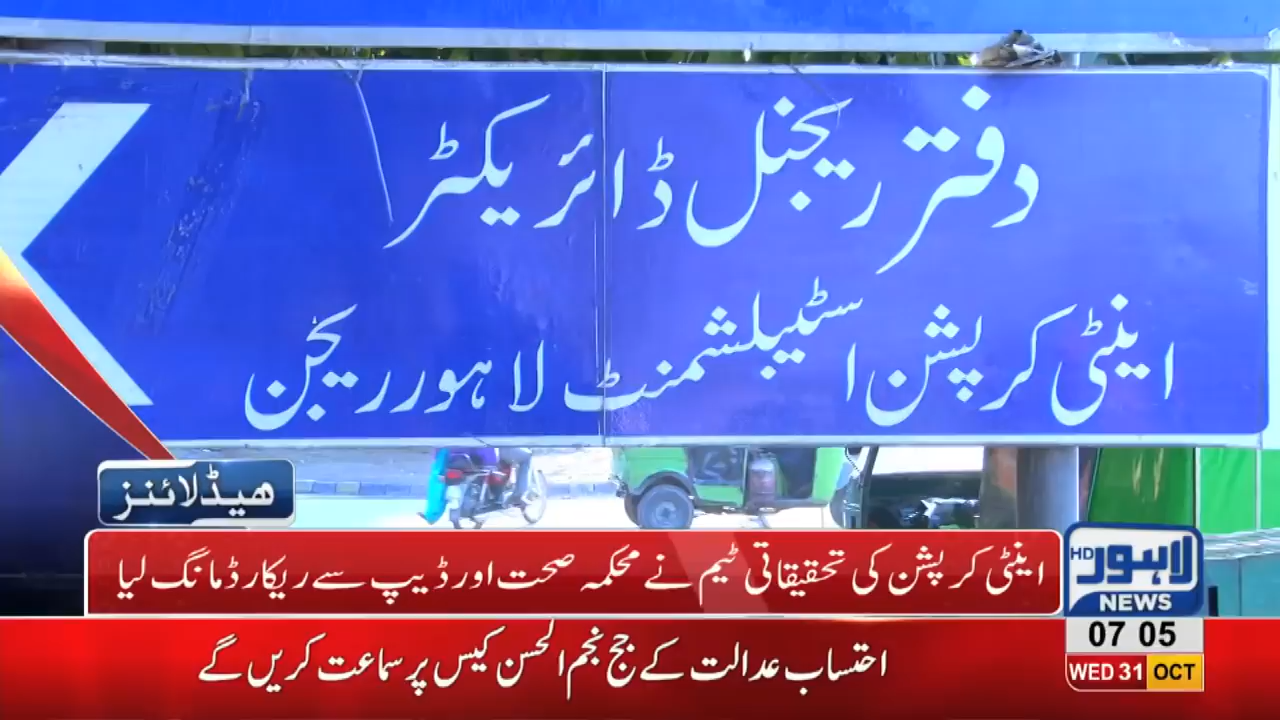 دفتر ریجنل ڈائریکٹر
اینٹی کرپشن اسٹیبلشمنٹ لاہور ریجن
ھیڈلائنز
اینٹی کرپشن کی تحقیقاتی ٹیم نے محکمہ صحت اور ڈیپ سے ریکارڈ مانگ لیا
HD لاہور
NEWS
07 05
WED 31 OCT
احتساب عدالت کے جج نجم الحسن کیس پر سماعت کریں گے